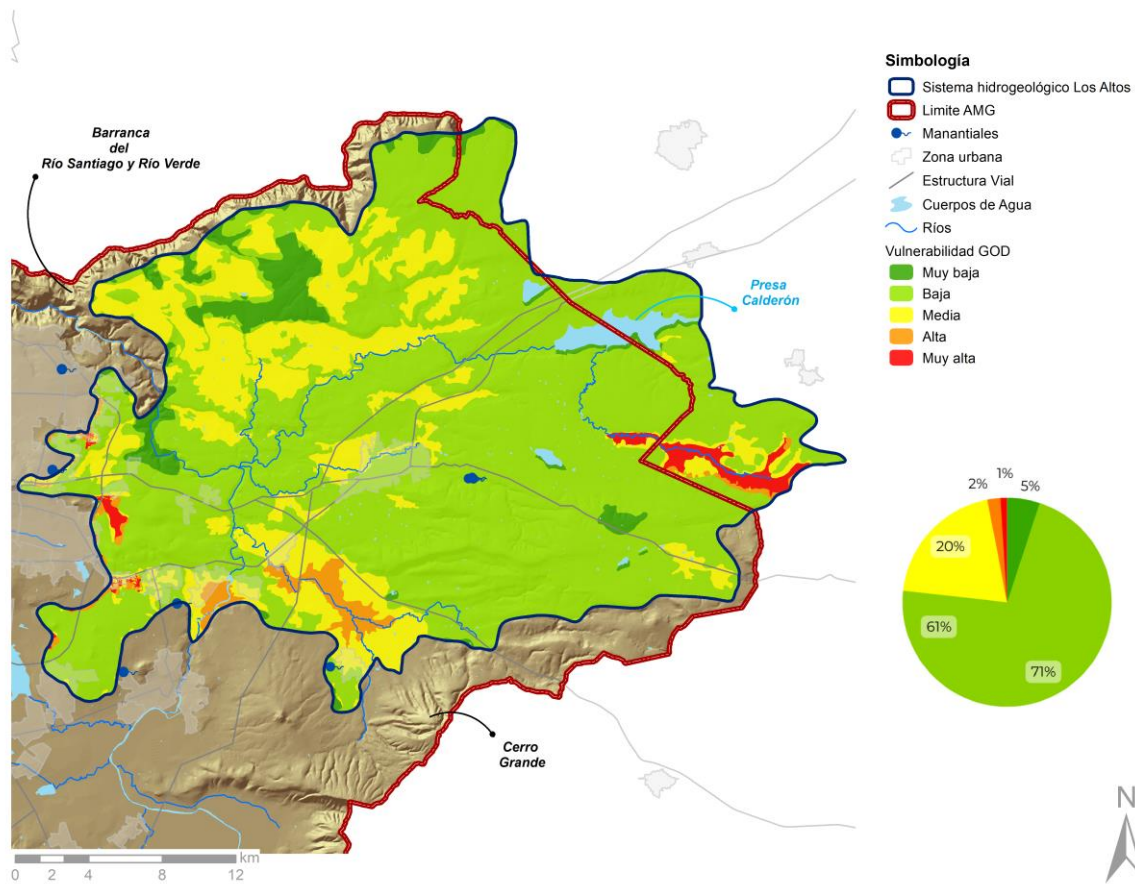 Barranca
del
Río Santiago y Río Verde
Presa
Calderón
Cerro
Grande
0 2 4 8 12
km
Simbología
Sistema hidrogeológico Los Altos
Limite AMG
Manantiales
Zona urbana
Estructura Vial
Cuerpos de Agua
Ríos
Vulnerabilidad GOD
Muy baja
Baja
Media
Alta
Muy alta
2%
1%
5%
20%
61%
71%
N